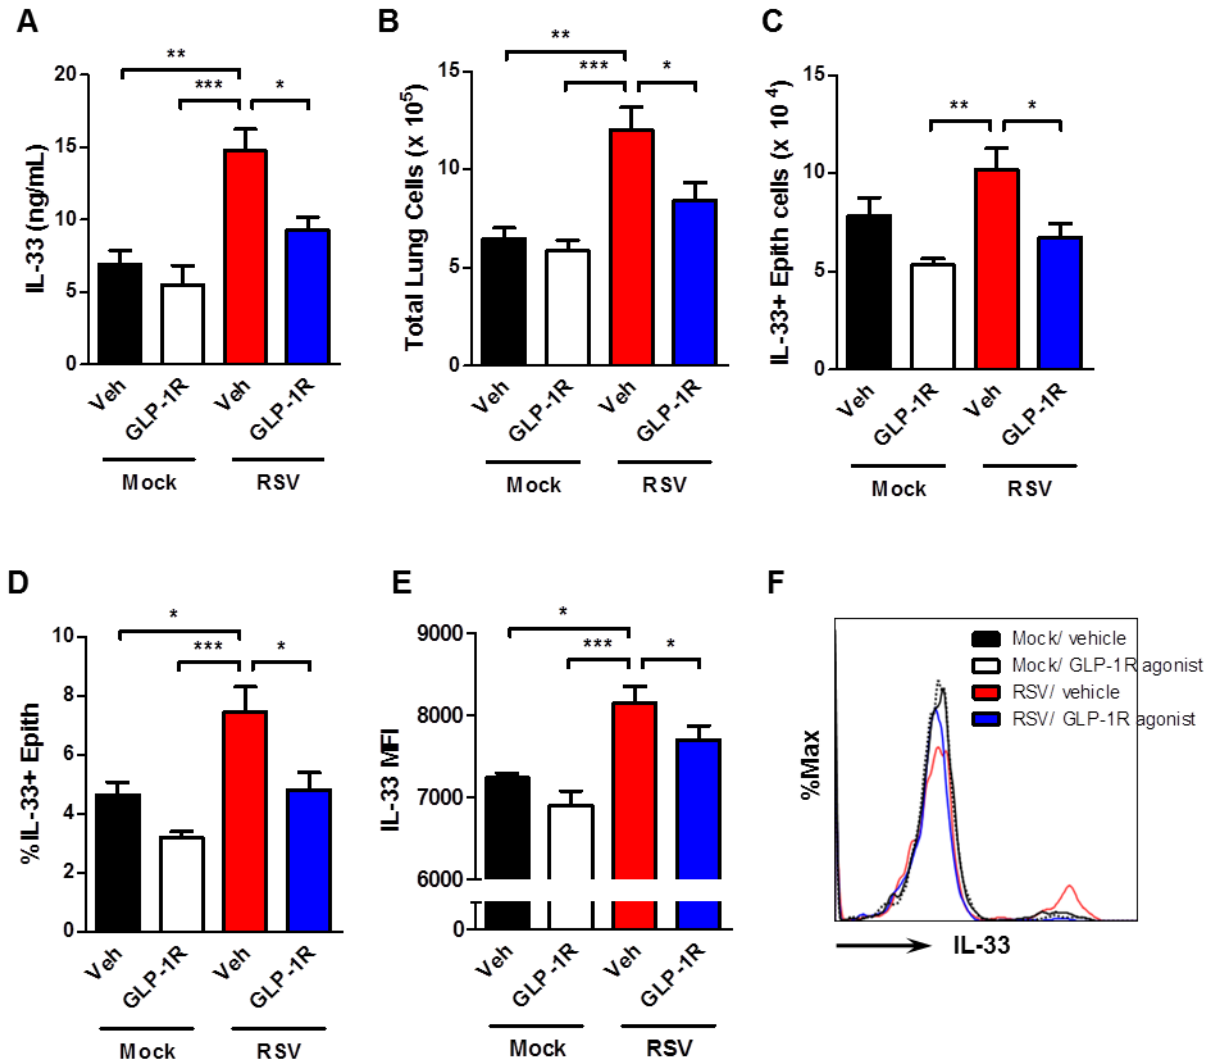 A
IL-33 (ng/mL)
20
15
10
5
0
**
***
*
Veh
GLP-1R
Veh
GLP-1R
Mock
RSV
B
Total Lung Cells (x 10⁵)
15
10
5
0
**
***
*
Veh
GLP-1R
Veh
GLP-1R
Mock
RSV
C
IL-33+ Epith cells (x 10⁴)
15
10
5
0
**
*
Veh
GLP-1R
Veh
GLP-1R
Mock
RSV
D
%IL-33+ Epith
10
8
6
4
2
0
*
***
*
Veh
GLP-1R
Veh
GLP-1R
Mock
RSV
E
IL-33 MFI
9000
8000
7000
6000
0
*
***
*
Veh
GLP-1R
Veh
GLP-1R
Mock
RSV
F
%Max
Mock/ vehicle
Mock/ GLP-1R agonist
RSV/ vehicle
RSV/ GLP-1R agonist
IL-33